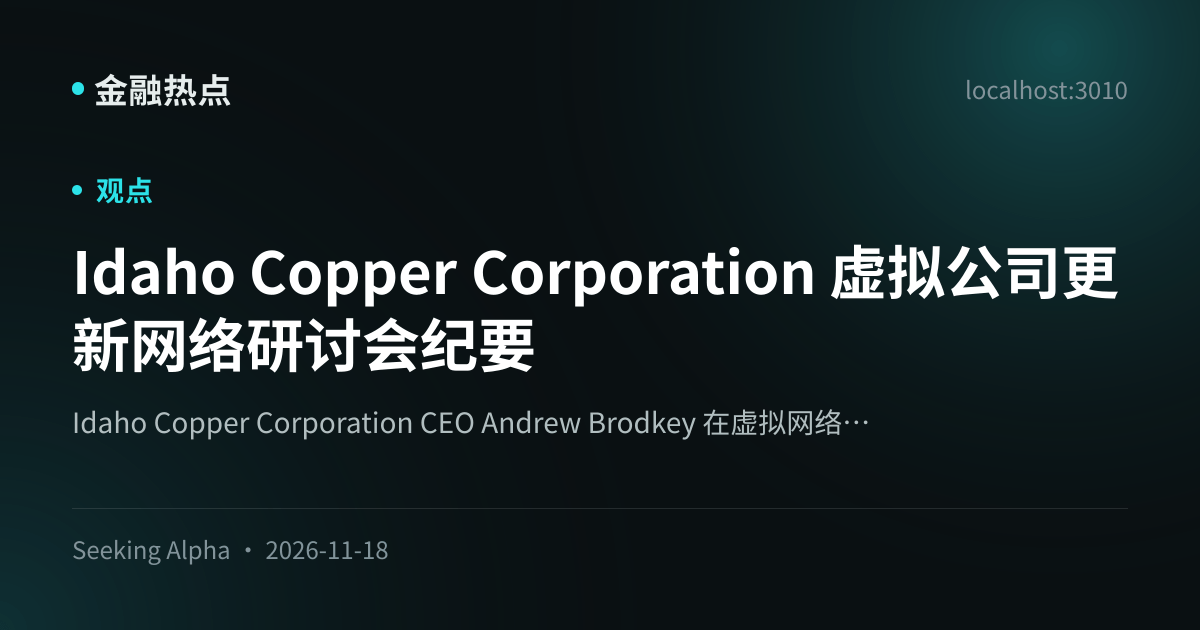 金融热点
localhost:3010
观点
Idaho Copper Corporation 虚拟公司更
新网络研讨会纪要
Idaho Copper Corporation CEO Andrew Brodkey 在虚拟网络…
Seeking Alpha · 2026-11-18